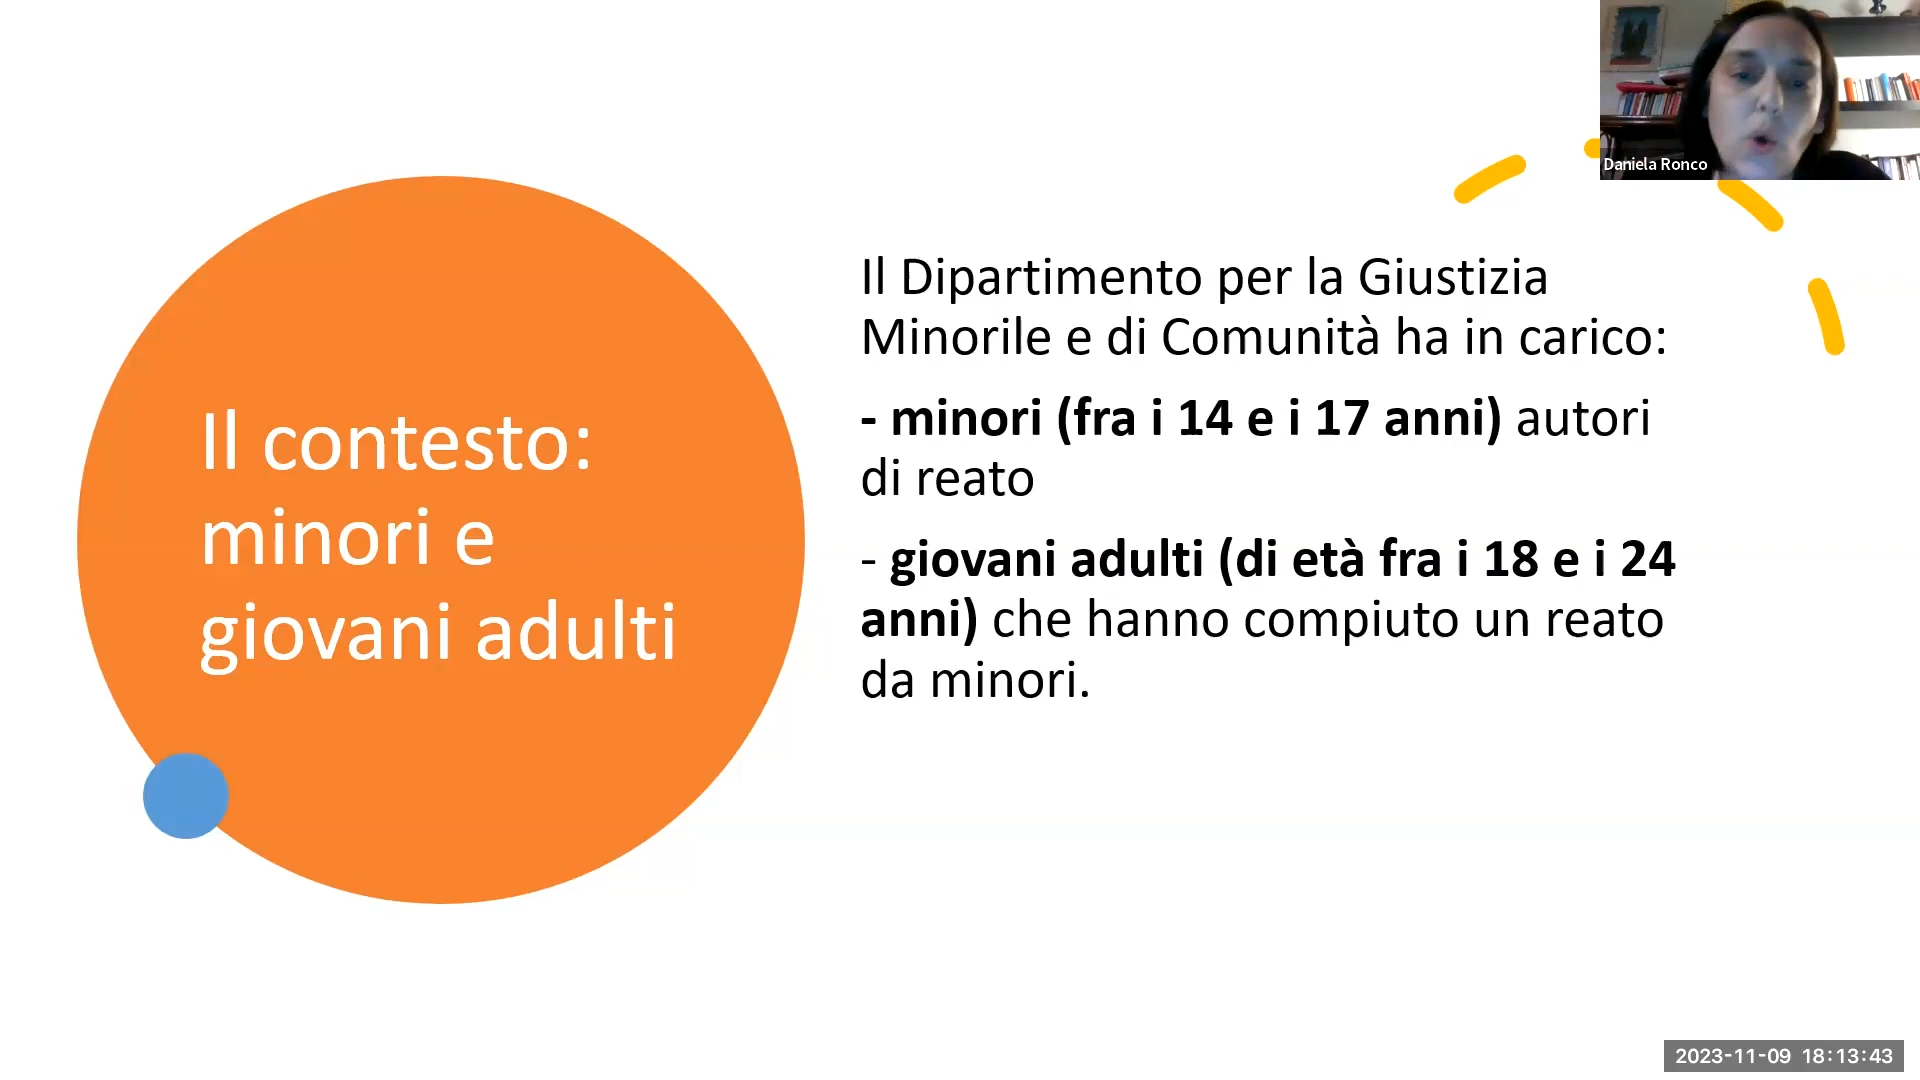 Daniela Ronco
Il contesto:
minori e
giovani adulti
Il Dipartimento per la Giustizia
Minorile e di Comunità ha in carico:
- minori (fra i 14 e i 17 anni) autori
di reato
- giovani adulti (di età fra i 18 e i 24
anni) che hanno compiuto un reato
da minori.
2023-11-09 18:13:43